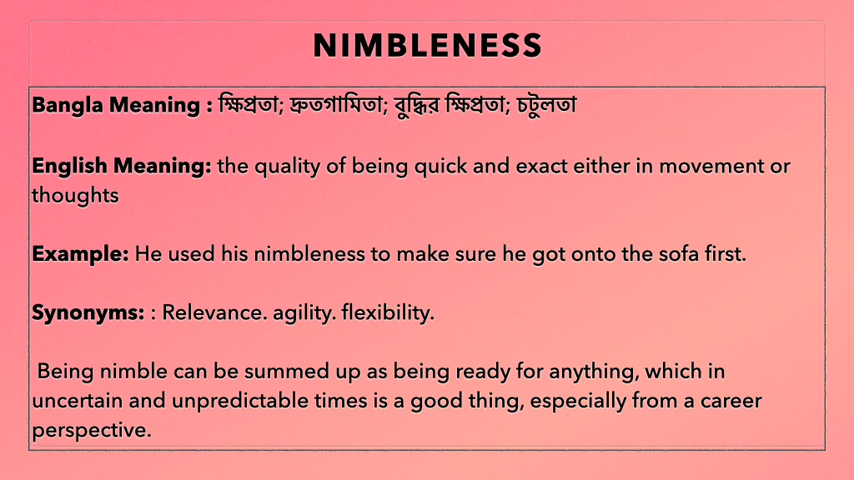 NIMBLENESS
Bangla Meaning : ক্ষিপ্রতা; দ্রুতগামিতা; বুদ্ধির ক্ষিপ্রতা; চটুলতা
English Meaning: the quality of being quick and exact either in movement or
thoughts
Example: He used his nimbleness to make sure he got onto the sofa first.
Synonyms: : Relevance. agility. flexibility.
Being nimble can be summed up as being ready for anything, which in
uncertain and unpredictable times is a good thing, especially from a career
perspective.